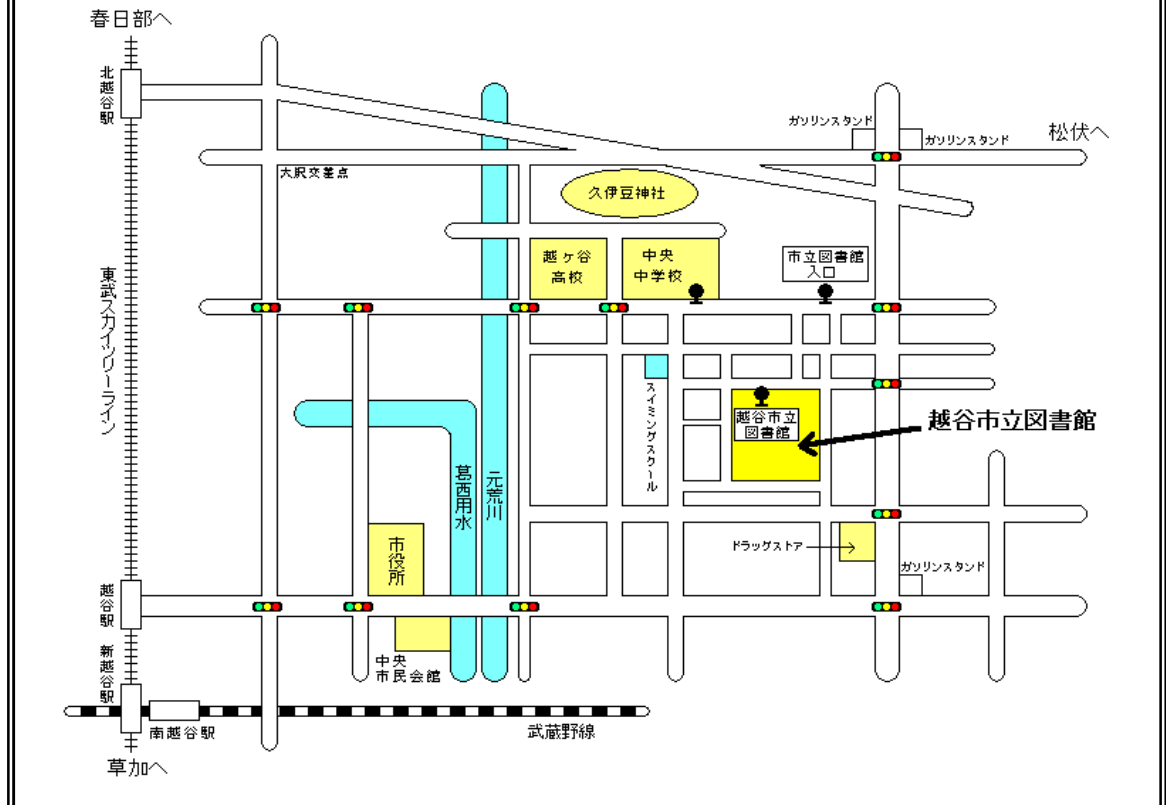 春日部へ
北越谷駅
ガソリンスタンド
ガソリンスタンド
松伏へ
大沢交差点
久伊豆神社
越ヶ谷
高校
中央
中学校
市立図書館
入口
東武スカイツリーライン
スイミングスクール
越谷市立
図書館
越谷市立図書館
葛西用水
元荒川
市役所
ドラッグストア
ガソリンスタンド
越谷駅
新越谷駅
中央
市民会館
南越谷駅
武蔵野線
草加へ